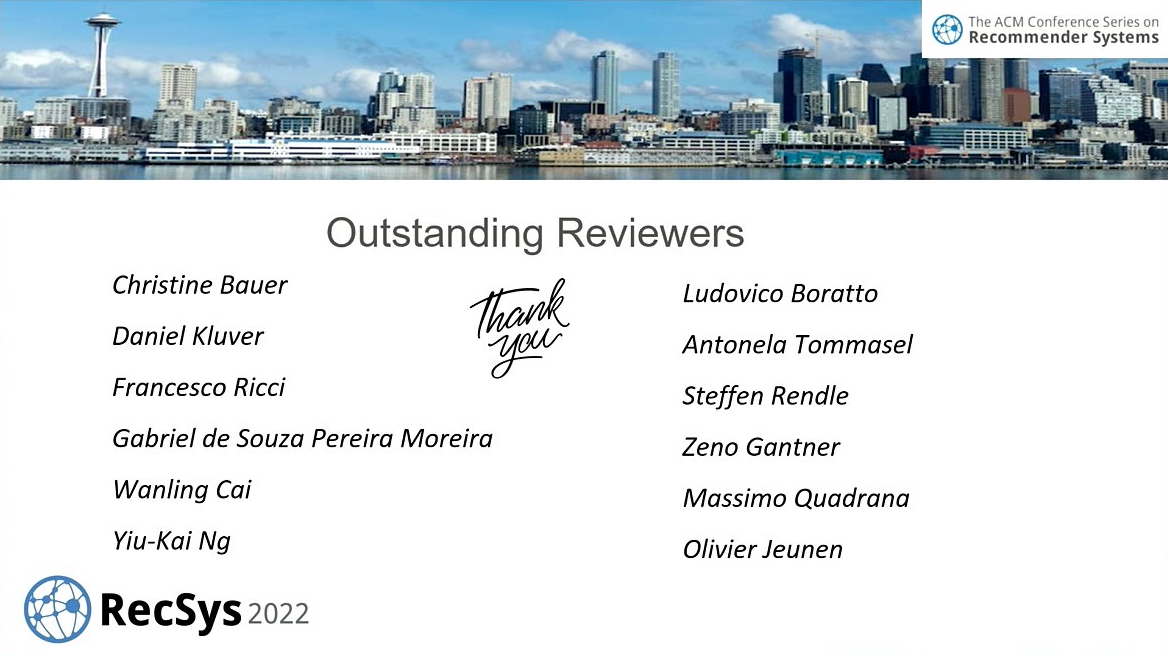 The ACM Conference Series on
Recommender Systems
Outstanding Reviewers
Christine Bauer
Daniel Kluver
Francesco Ricci
Gabriel de Souza Pereira Moreira
Wanling Cai
Yiu-Kai Ng
Thank
you
Ludovico Boratto
Antonela Tommasel
Steffen Rendle
Zeno Gantner
Massimo Quadrana
Olivier Jeunen
RecSys 2022